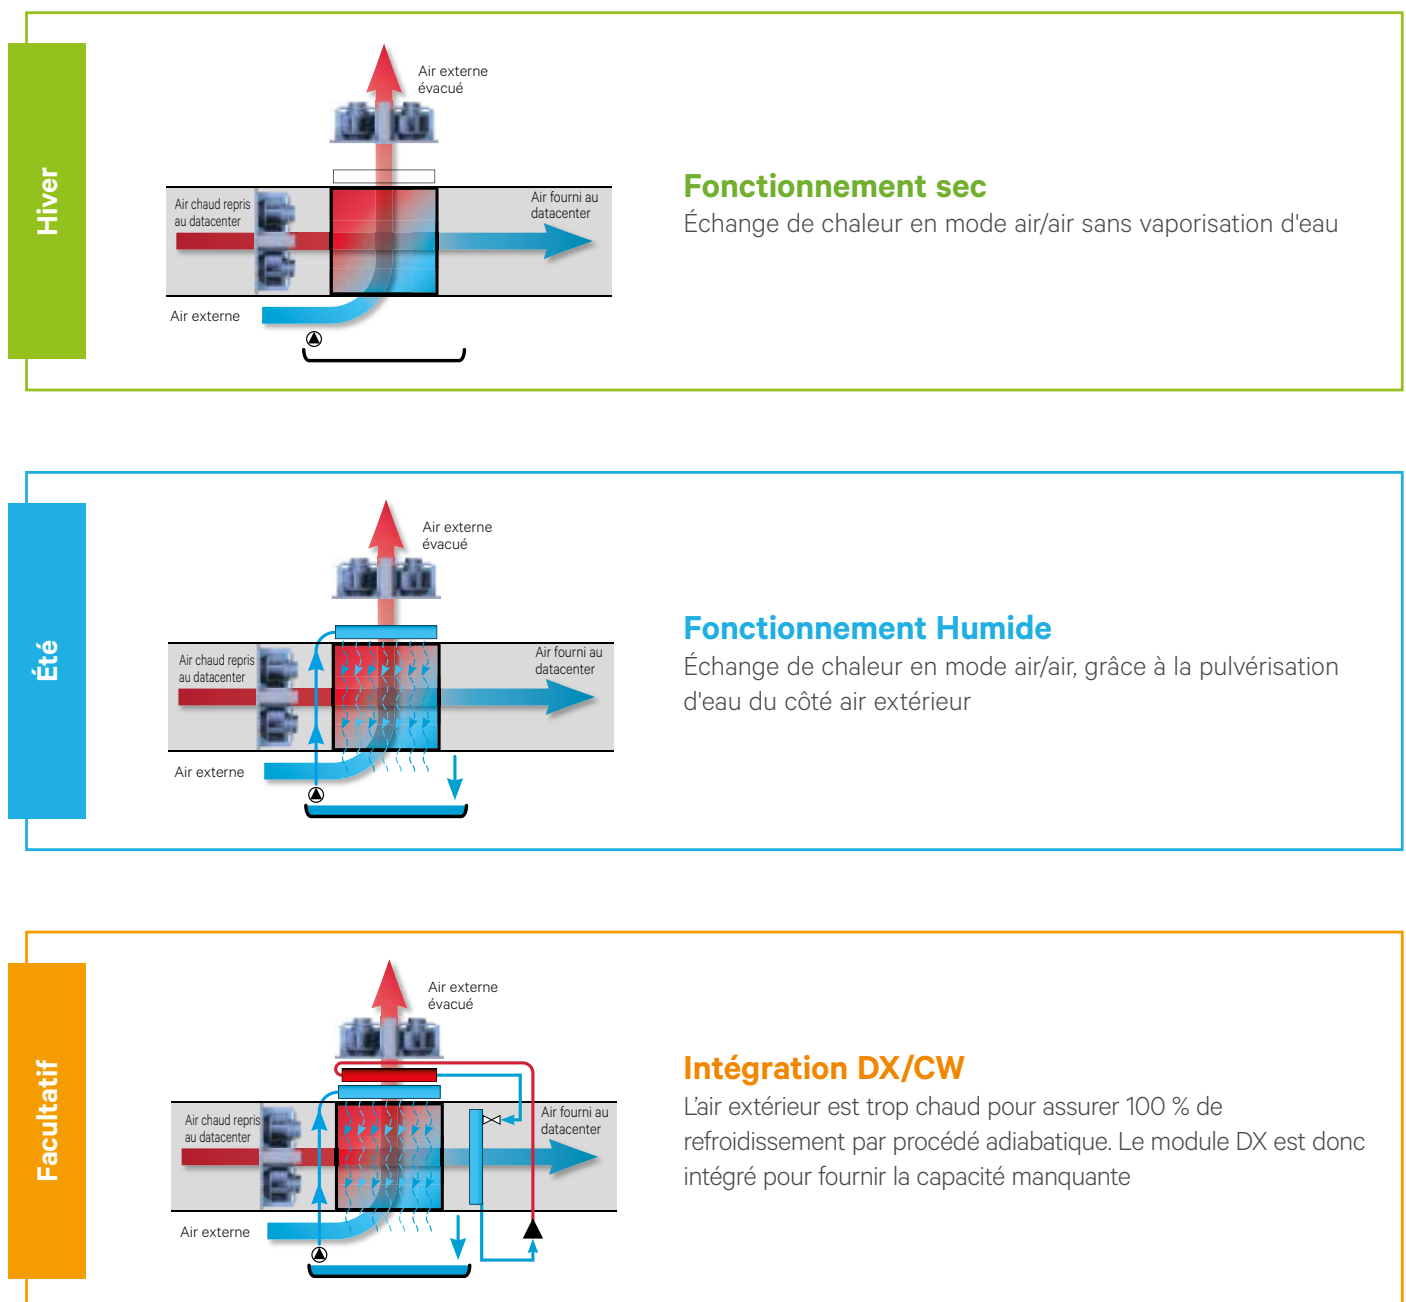 Hiver
Air externe
évacué
Air chaud repris
au datacenter
Air fourni au
datacenter
Air externe
Fonctionnement sec
Échange de chaleur en mode air/air sans vaporisation d'eau
Été
Air externe
évacué
Air chaud repris
au datacenter
Air fourni au
datacenter
Air externe
Fonctionnement Humide
Échange de chaleur en mode air/air, grâce à la pulvérisation
d'eau du côté air extérieur
Facultatif
Air externe
évacué
Air chaud repris
au datacenter
Air fourni au
datacenter
Air externe
Intégration DX/CW
L'air extérieur est trop chaud pour assurer 100 % de
refroidissement par procédé adiabatique. Le module DX est donc
intégré pour fournir la capacité manquante